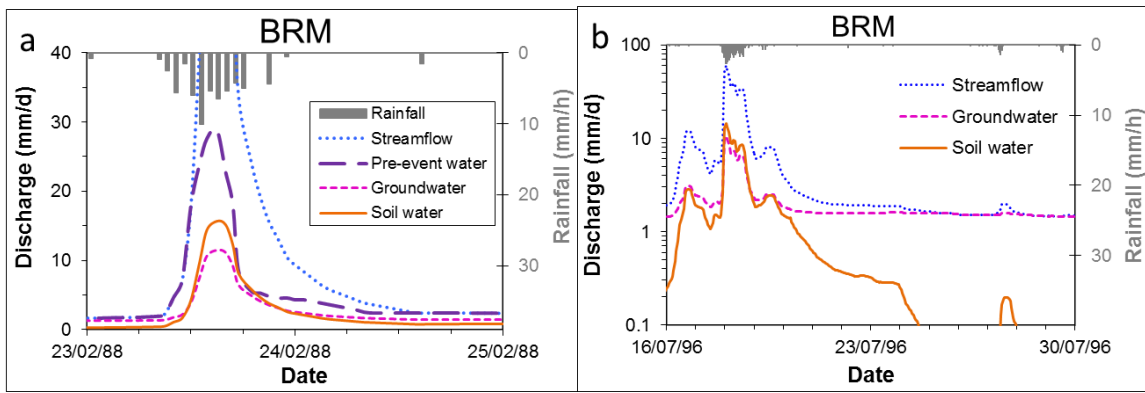 a
BRM
Discharge (mm/d)
40
30
20
10
0
0
10
20
30
Rainfall (mm/h)
Rainfall
Streamflow
Pre-event water
Groundwater
Soil water
23/02/88
24/02/88
25/02/88
Date
b
BRM
Discharge (mm/d)
100
10
1
0.1
0
10
20
30
Rainfall (mm/h)
Streamflow
Groundwater
Soil water
16/07/96
23/07/96
30/07/96
Date